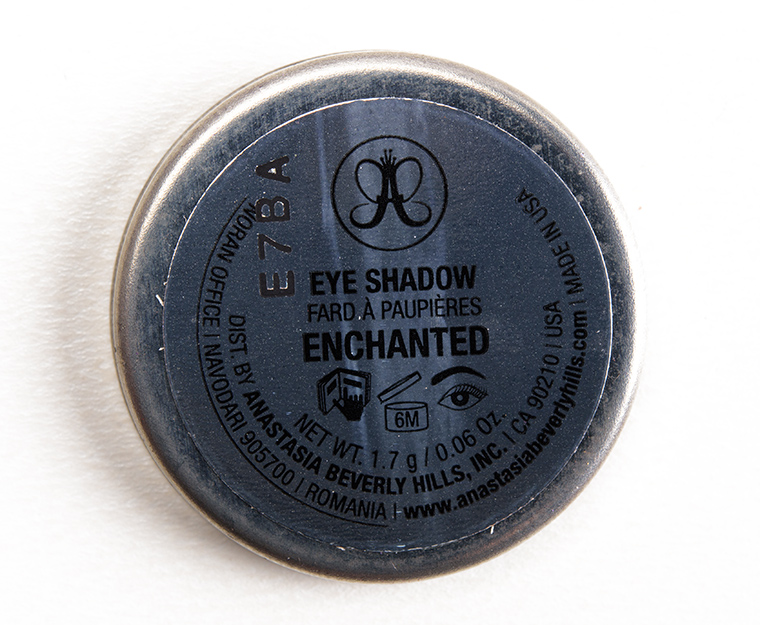 A
EYE SHADOW
FARD À PAUPIÈRES
ENCHANTED
6M
NET WT. 1.7 g / 0.06 Oz.
DIST. BY ANASTASIA BEVERLY HILLS, INC. | CA 90210 | USA
NORAN OFFICE | NAVODARI 905700 | ROMANIA | www.anastasiabeverlyhills.com | MADE IN USA
E7BA